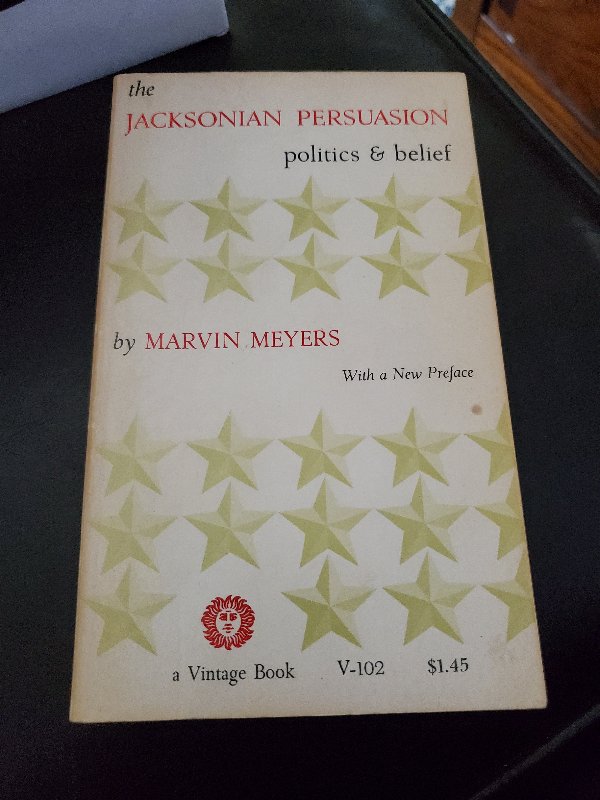 the
JACKSONIAN PERSUASION
politics & belief
by MARVIN MEYERS
With a New Preface
a Vintage Book V-102 $1.45